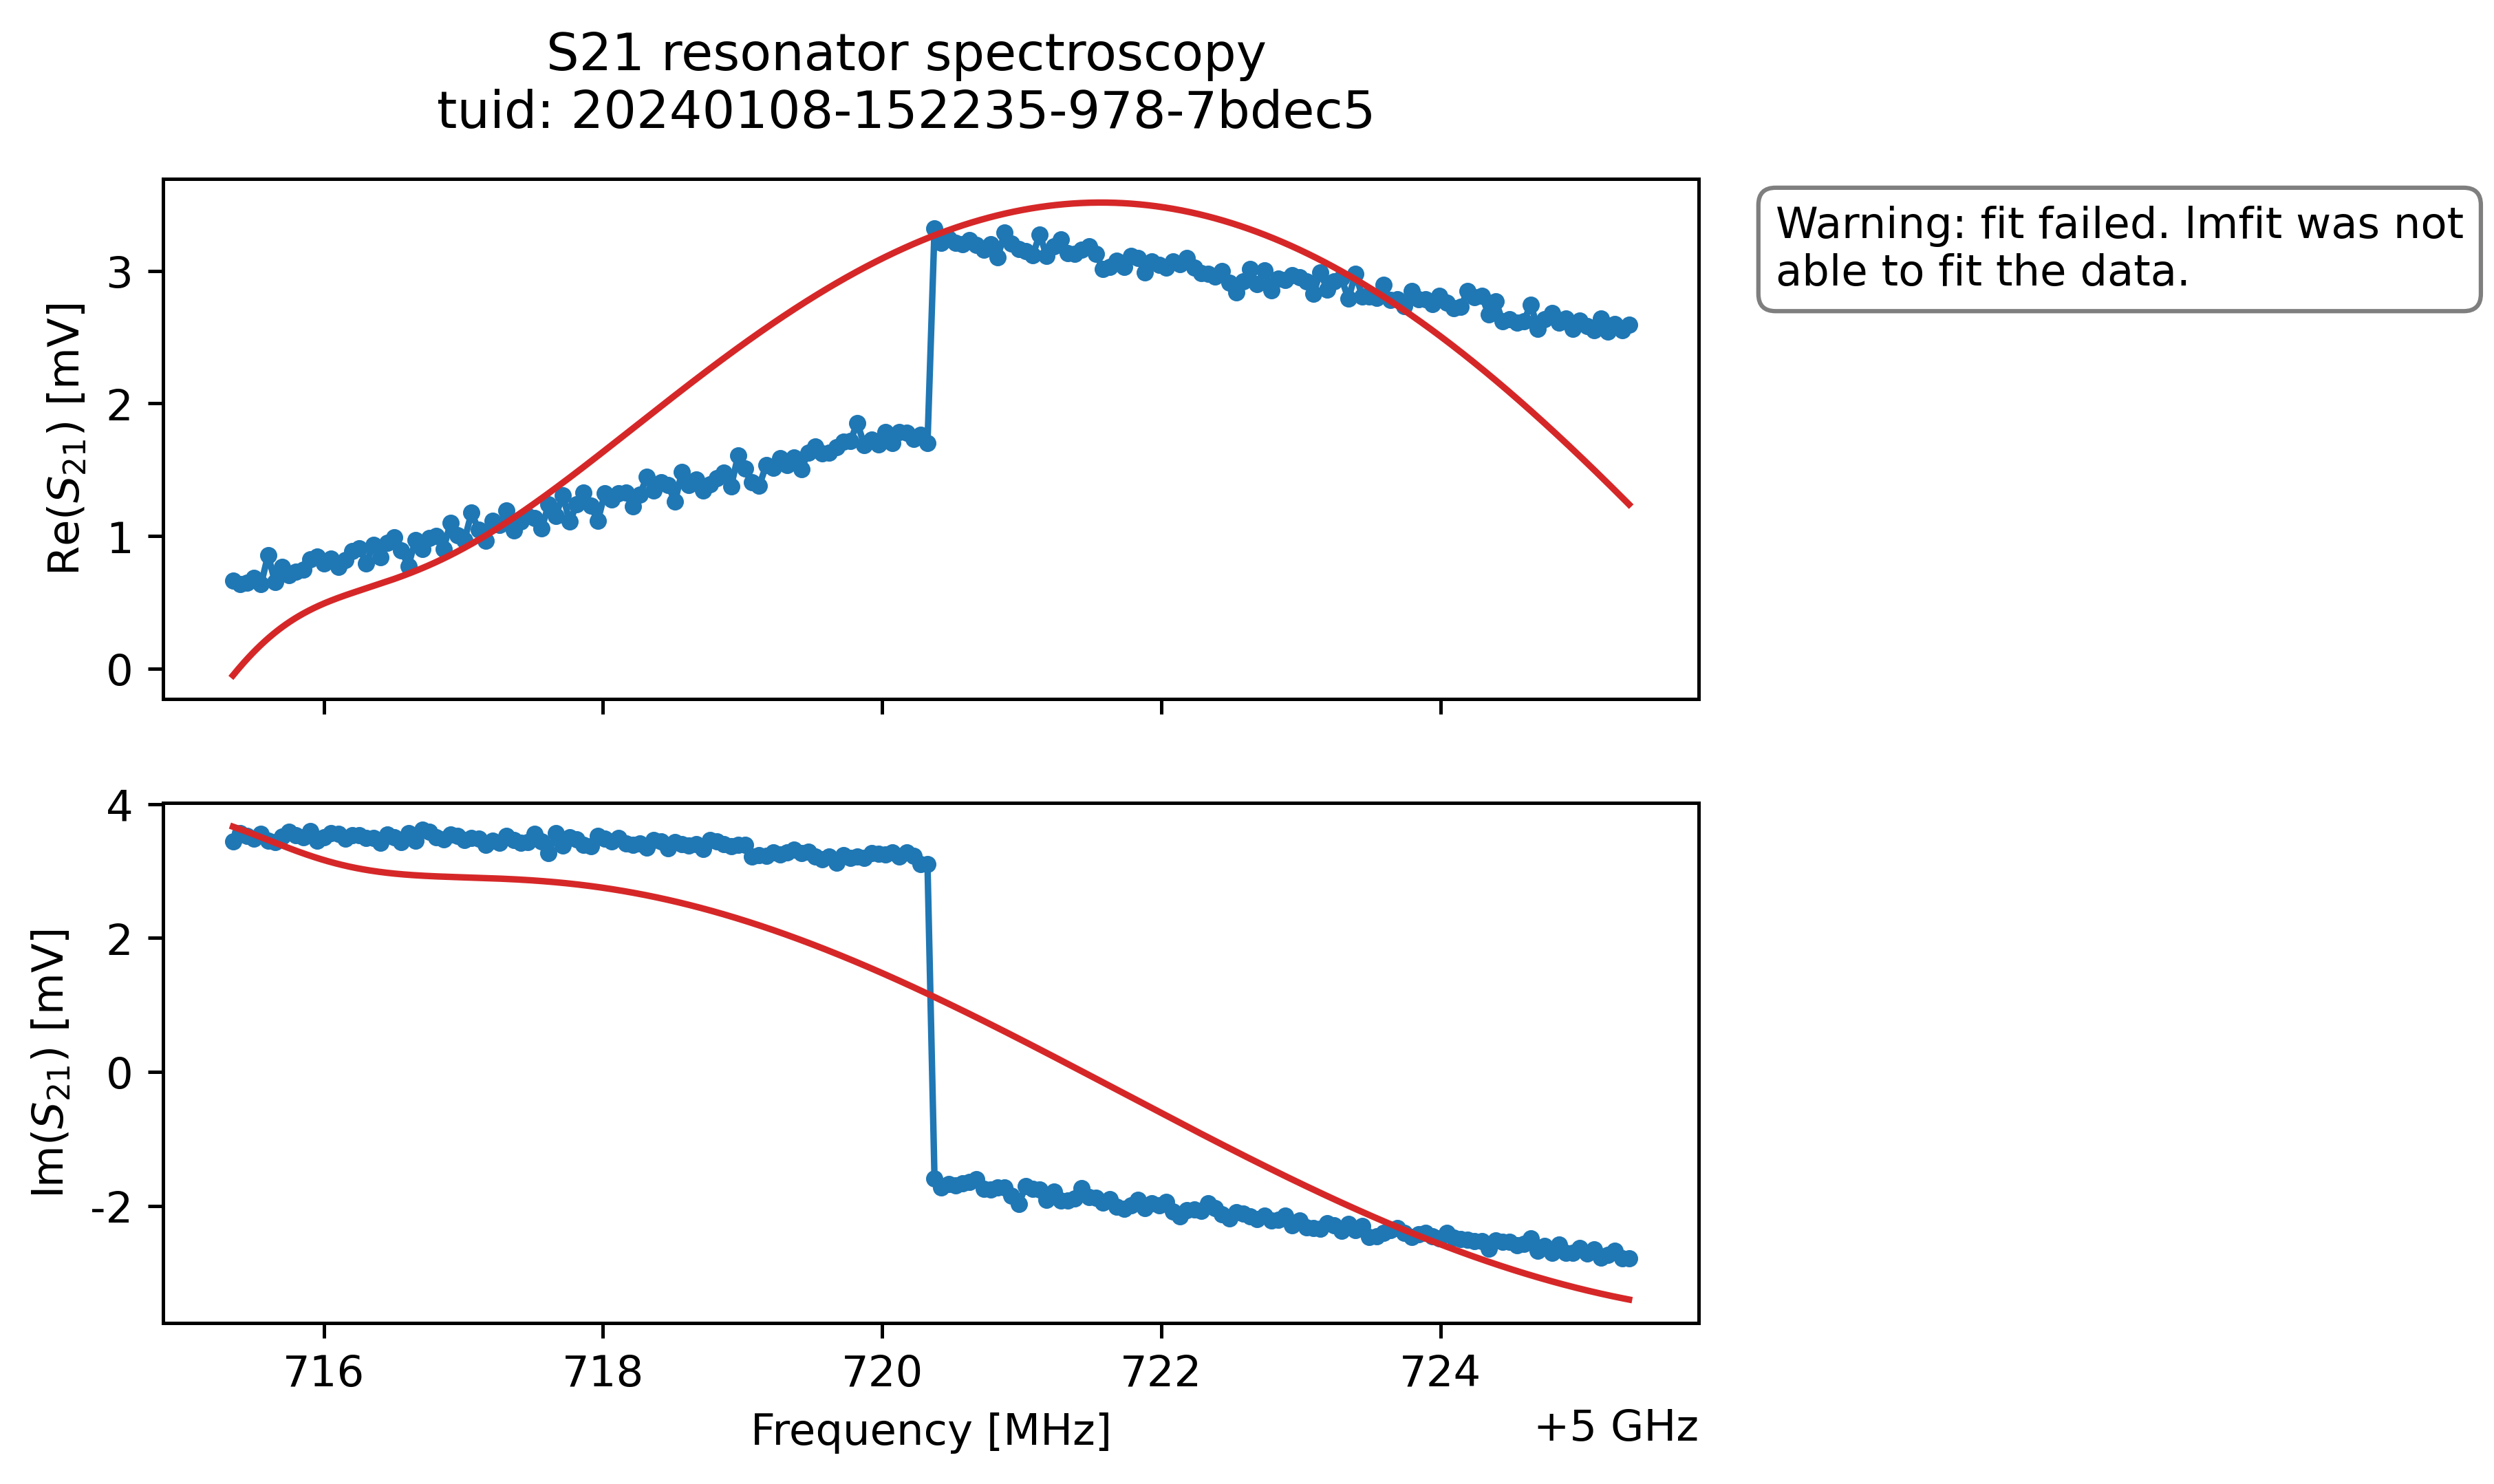 S21 resonator spectroscopy
tuid: 20240108-152235-978-7bdec5
Warning: fit failed. lmfit was not
able to fit the data.
Re(S₂₁) [mV]
3
2
1
0
Im(S₂₁) [mV]
4
2
0
-2
716 718 720 722 724
Frequency [MHz]
+5 GHz